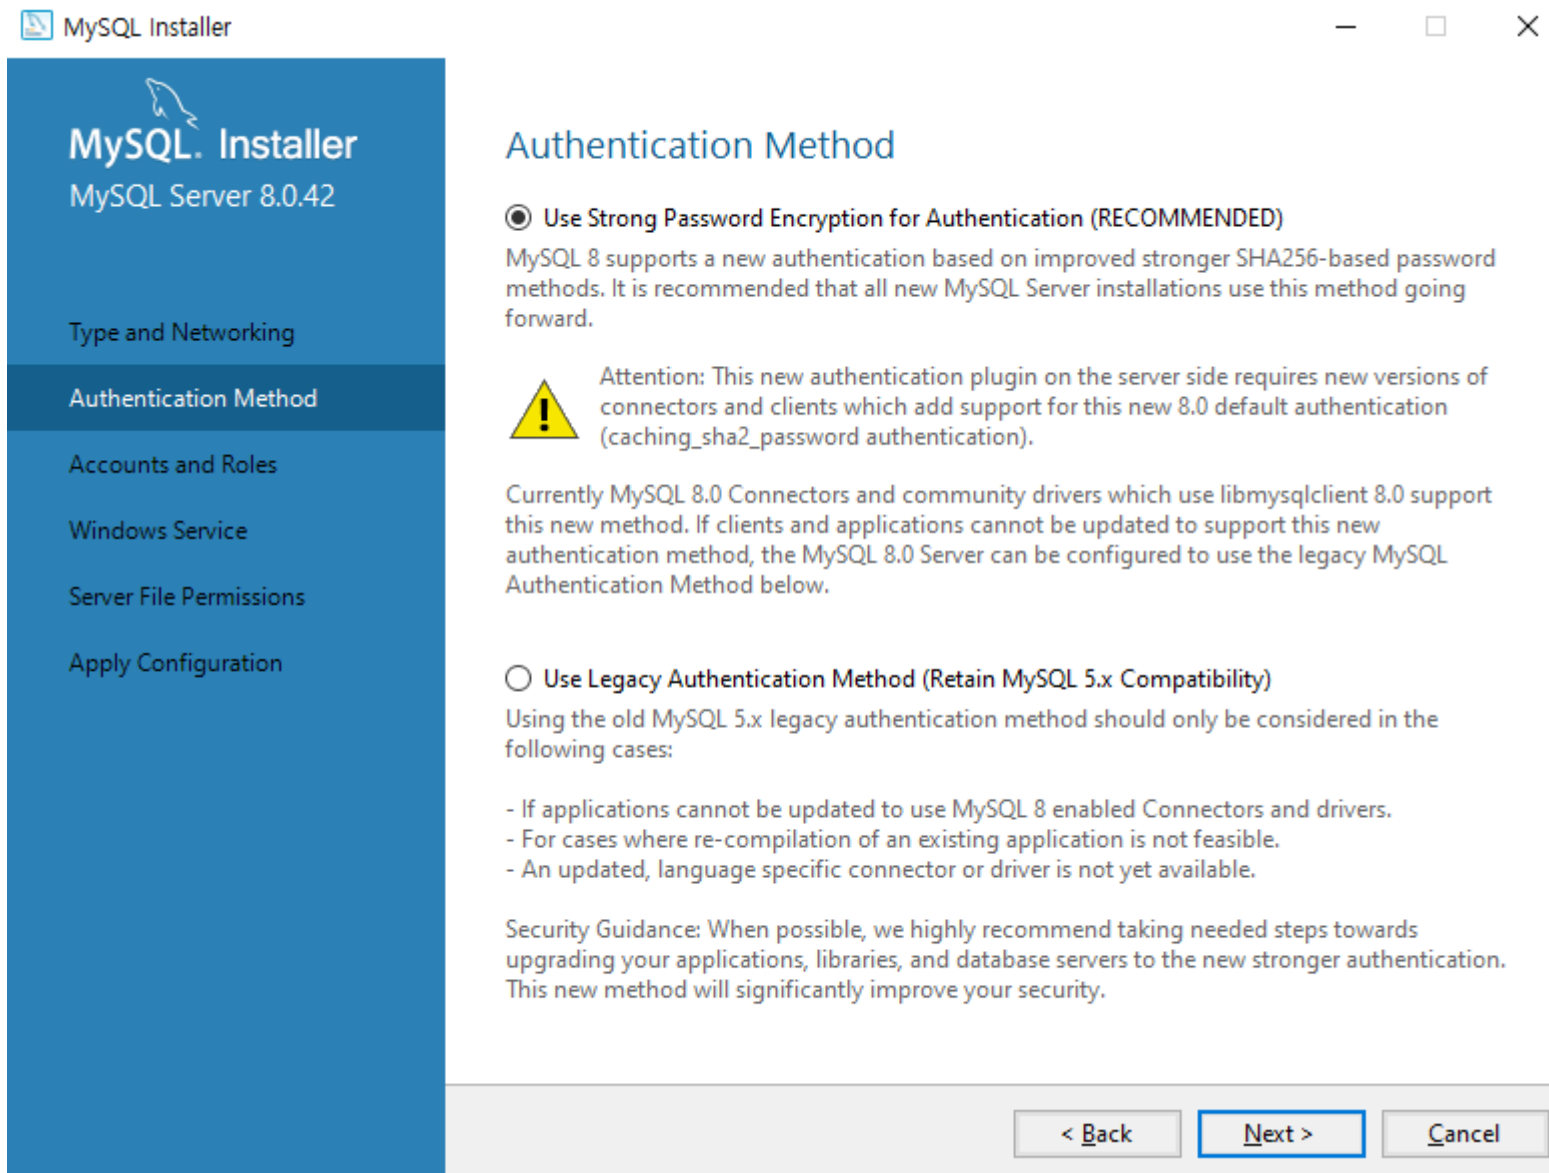 MySQL Installer
MySQL. Installer
MySQL Server 8.0.42
Type and Networking
Authentication Method
Accounts and Roles
Windows Service
Server File Permissions
Apply Configuration
Authentication Method
Use Strong Password Encryption for Authentication (RECOMMENDED)
MySQL 8 supports a new authentication based on improved stronger SHA256-based password
methods. It is recommended that all new MySQL Server installations use this method going
forward.
Attention: This new authentication plugin on the server side requires new versions of
connectors and clients which add support for this new 8.0 default authentication
(caching_sha2_password authentication).
Currently MySQL 8.0 Connectors and community drivers which use libmysqlclient 8.0 support
this new method. If clients and applications cannot be updated to support this new
authentication method, the MySQL 8.0 Server can be configured to use the legacy MySQL
Authentication Method below.
Use Legacy Authentication Method (Retain MySQL 5.x Compatibility)
Using the old MySQL 5.x legacy authentication method should only be considered in the
following cases:
- If applications cannot be updated to use MySQL 8 enabled Connectors and drivers.
- For cases where re-compilation of an existing application is not feasible.
- An updated, language specific connector or driver is not yet available.
Security Guidance: When possible, we highly recommend taking needed steps towards
upgrading your applications, libraries, and database servers to the new stronger authentication.
This new method will significantly improve your security.
< Back
Next >
Cancel